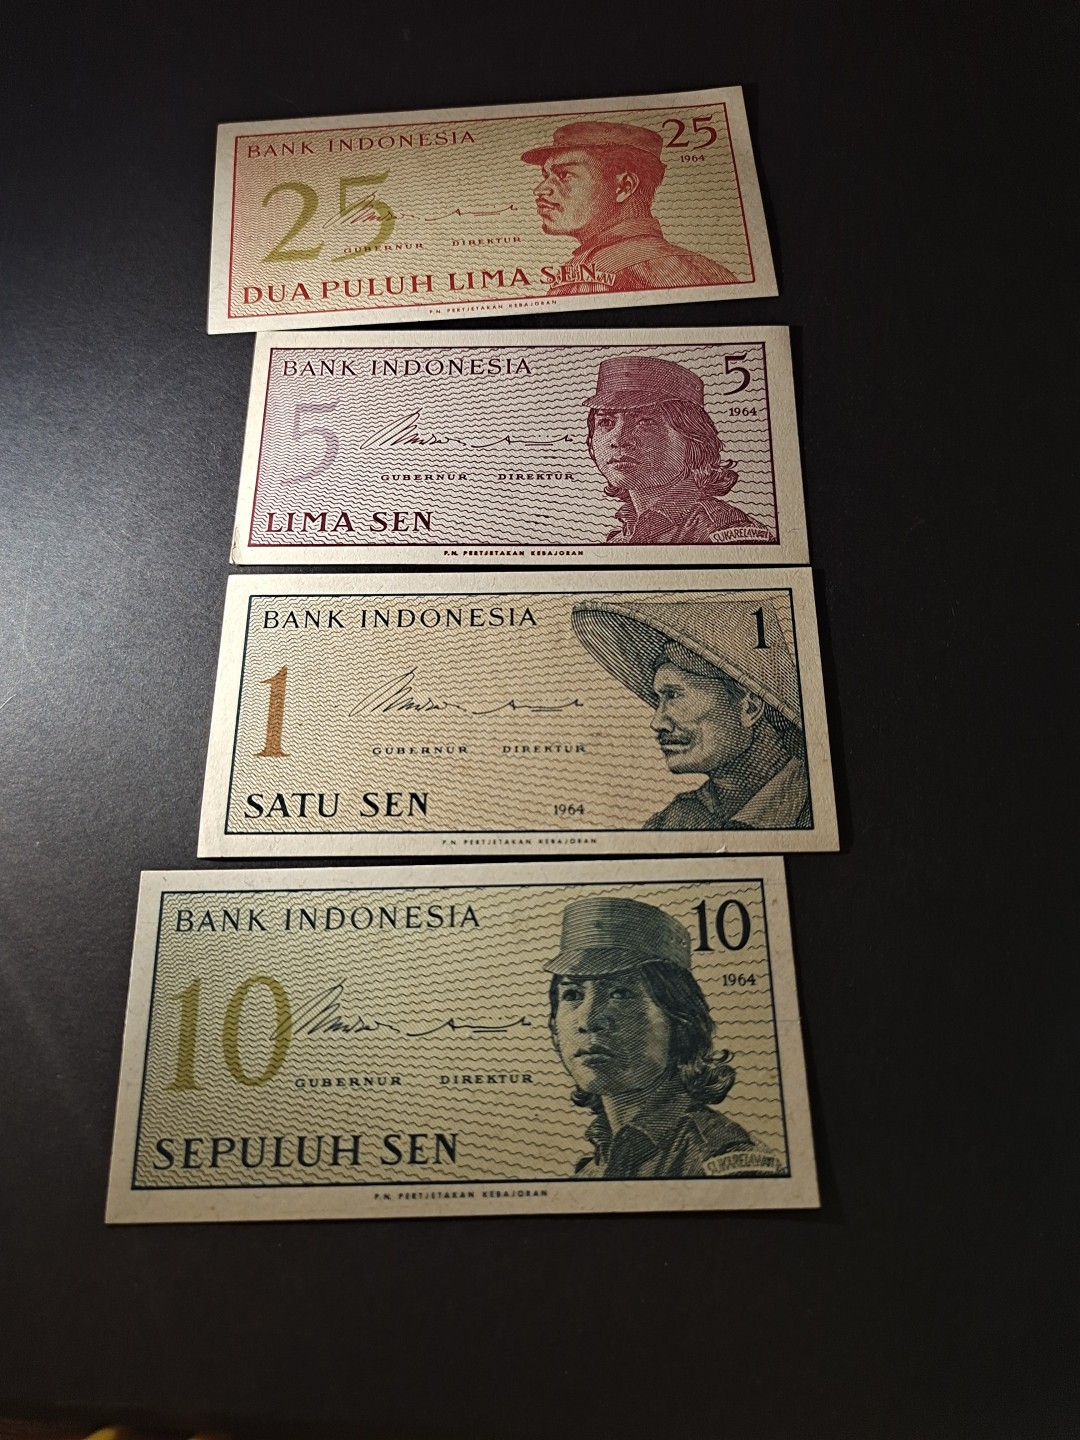 BANK INDONESIA
25
1964
25
GUBERNUR DIREKTUR
DUA PULUH LIMA SEN
P.N. PERTJETAKAN KEBAJORAN
BANK INDONESIA
5
1964
5
GUBERNUR DIREKTUR
LIMA SEN
SUKARELAWATI
P.N. PERTJETAKAN KEBAJORAN
BANK INDONESIA
1
1
GUBERNUR DIREKTUR
SATU SEN
1964
P.N. PERTJETAKAN KEBAJORAN
BANK INDONESIA
10
1964
10
GUBERNUR DIREKTUR
SEPULUH SEN
SUKARELAWATI
P.N. PERTJETAKAN KEBAJORAN